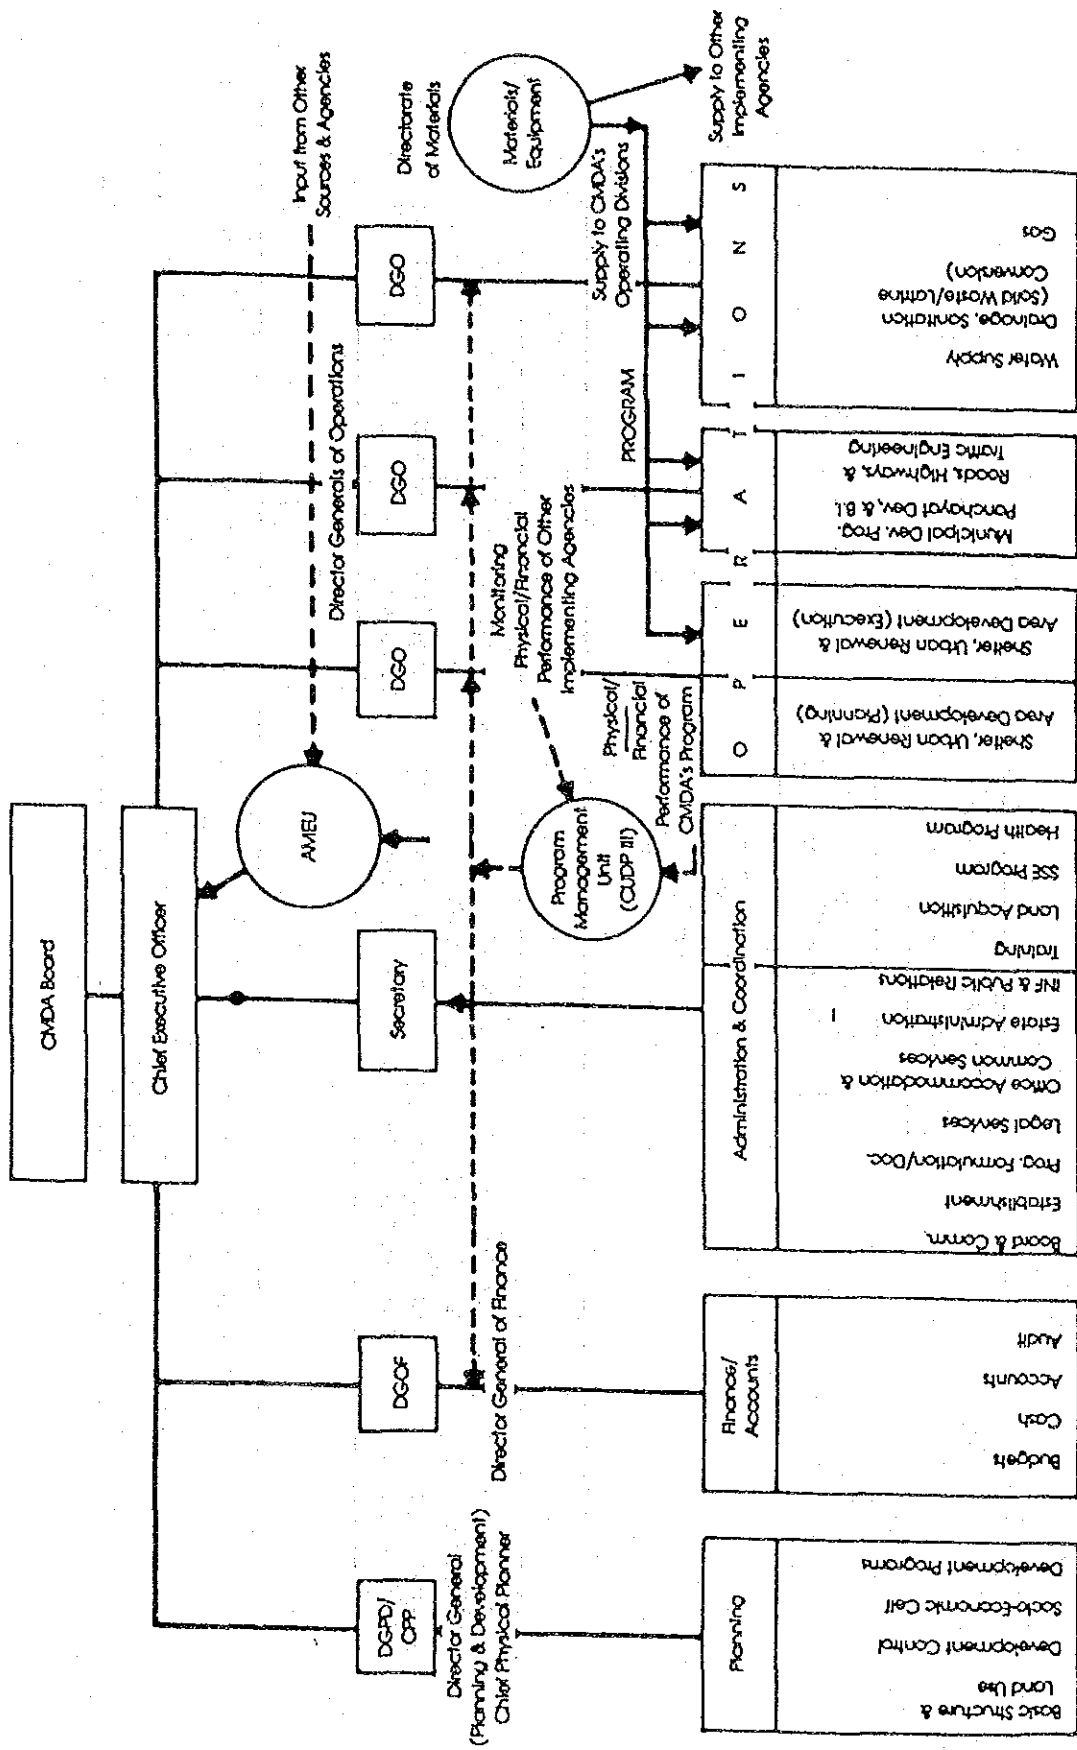 CMDA Board
Chief Executive Officer
Input from Other
Sources & Agencies
AMEU
DGPD/
CPP
Director General
(Planning & Development)
Chief Physical Planner
DGOF
Director General of Finance
Secretary
DGO
DGO
DGO
Director Generals of Operations
Directorate
of Materials
Materials/
Equipment
Supply to Other
Implementing
Agencies
Supply to CMDA's
Operating Divisions
Monitoring
Physical/Financial
Performance of Other
Implementing Agencies
Program
Management
Unit
(CUDP III)
Physical/
Financial
Performance of
CMDA's Program
PROGRAM
Planning
Basic Structure &
Land Use
Development Control
Socio-Economic Cell
Development Programs
Finance/
Accounts
Budgets
Cash
Accounts
Audit
Administration & Coordination
Board & Comm.
Establishment
Prog. Formulation/Doc.
Legal Services
Office Accommodation &
Common Services
Estate Administration
INF & Public Relations
Training
Land Acquisition
SSE Program
Health Program
O P E R A T I O N S
Shelter, Urban Renewal &
Area Development (Planning)
Shelter, Urban Renewal &
Area Development (Execution)
Municipal Dev. Prog.
Panchayat Dev. & B.I.
Roads, Highways, &
Traffic Engineering
Water Supply
Drainage, Sanitation
(Solid Waste/Latrine
Conversion)
Gas